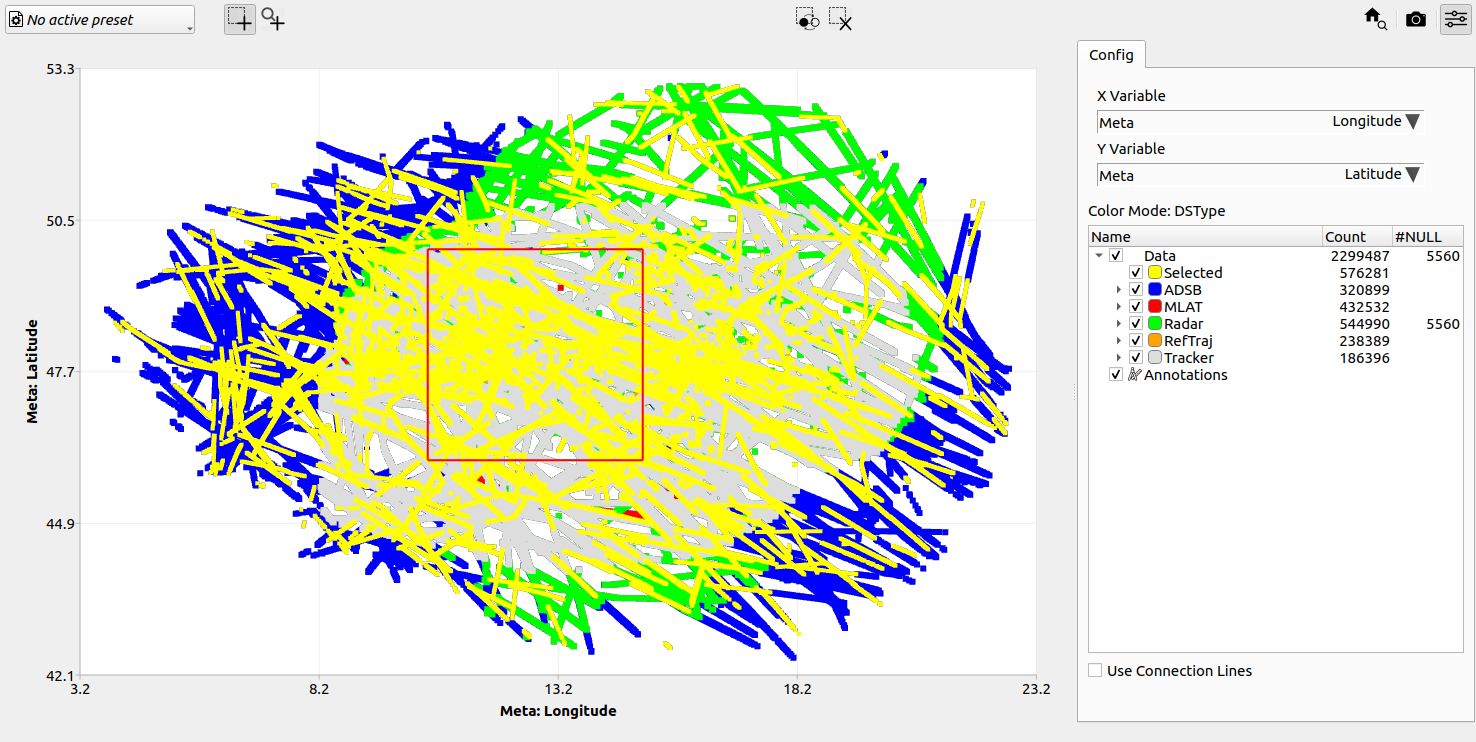 No active preset
Config
X Variable
Meta Longitude
Y Variable
Meta Latitude
Color Mode: DSType
Name Count #NULL
Data 2299487 5560
Selected 576281
ADSB 320899
MLAT 432532
Radar 544990 5560
RefTraj 238389
Tracker 186396
Annotations
Use Connection Lines
53.3
50.5
47.7
44.9
42.1
Meta: Latitude
3.2 8.2 13.2 18.2 23.2
Meta: Longitude